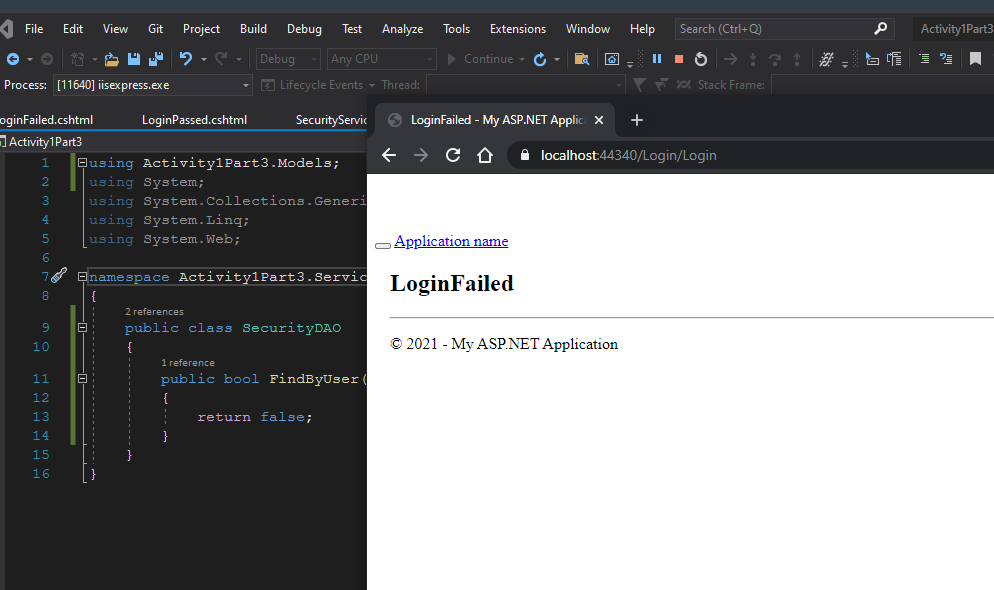 File Edit View Git Project Build Debug Test Analyze Tools Extensions Window Help Search (Ctrl+Q) Activity1Part3
Debug Any CPU Continue
Process: [11640] iisexpress.exe Lifecycle Events Thread: Stack Frame:
oginFailed.cshtml LoginPassed.cshtml SecurityServic
Activity1Part3
1 using Activity1Part3.Models;
2 using System;
3 using System.Collections.Generi
4 using System.Linq;
5 using System.Web;
6
7 namespace Activity1Part3.Servic
8 {
2 references
9 public class SecurityDAO
10 {
1 reference
11 public bool FindByUser(
12 {
13 return false;
14 }
15 }
16 }
LoginFailed - My ASP.NET Applic
localhost:44340/Login/Login
Application name
LoginFailed
© 2021 - My ASP.NET Application